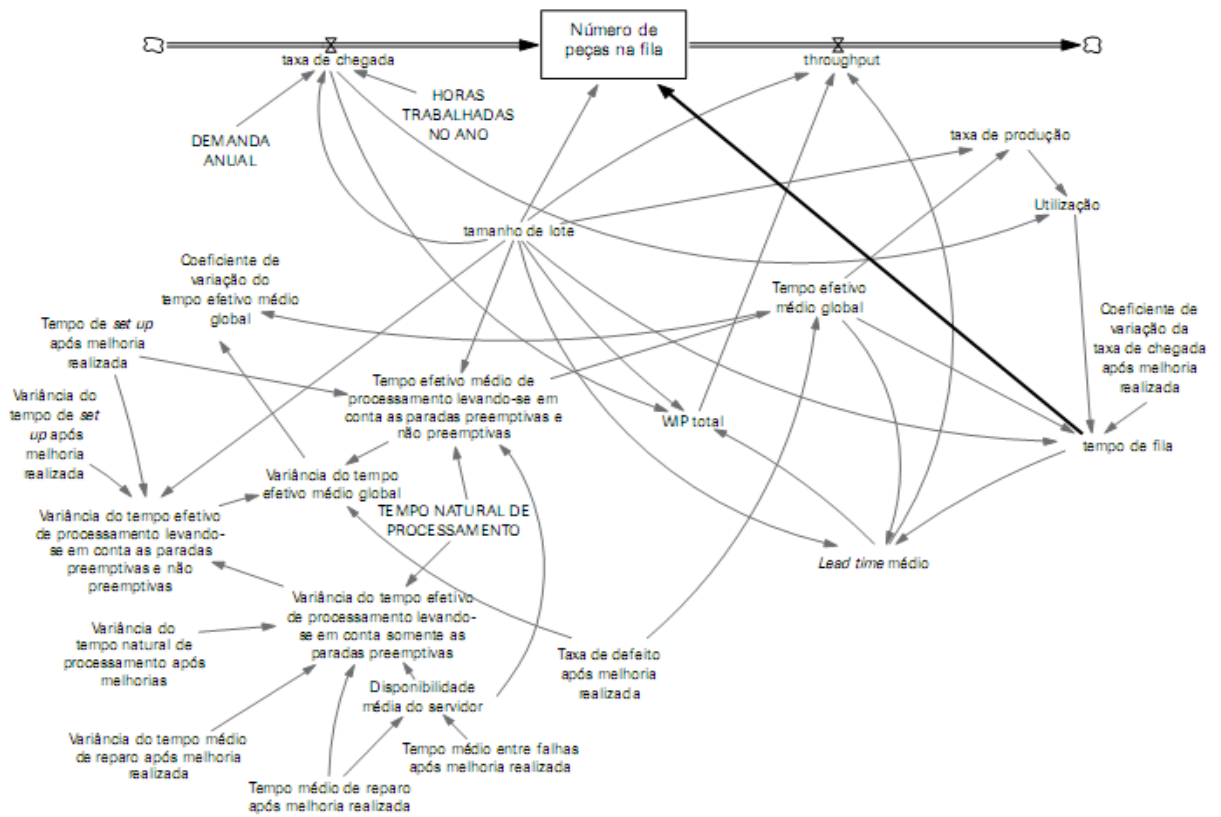 Número de
peças na fila
taxa de chegada
throughput
HORAS
TRABALHADAS
NO ANO
DEMANDA
ANUAL
taxa de produção
Utilização
tamanho de lote
Coeficiente de
variação do
tempo efetivo médio
global
Tempo efetivo
médio global
Coeficiente de
variação da
taxa de chegada
após melhoria
realizada
Tempo de set up
após melhoria
realizada
Tempo efetivo médio de
processamento levando-se em
conta as paradas preemptivas e
não preemptivas
Variância do
tempo de set
up após
melhoria
realizada
WIP total
tempo de fila
Variância do tempo
efetivo médio global
TEMPO NATURAL DE
PROCESSAMENTO
Variância do tempo efetivo
de processamento levando-
se em conta as paradas
preemptivas e não
preemptivas
Lead time médio
Variância do tempo efetivo
de processamento levando-
se em conta somente as
paradas preemptivas
Variância do
tempo natural de
processamento após
melhorias
Taxa de defeito
após melhoria
realizada
Disponibilidade
média do servidor
Variância do tempo médio
de reparo após melhoria
realizada
Tempo médio entre falhas
após melhoria realizada
Tempo médio de reparo
após melhoria realizada